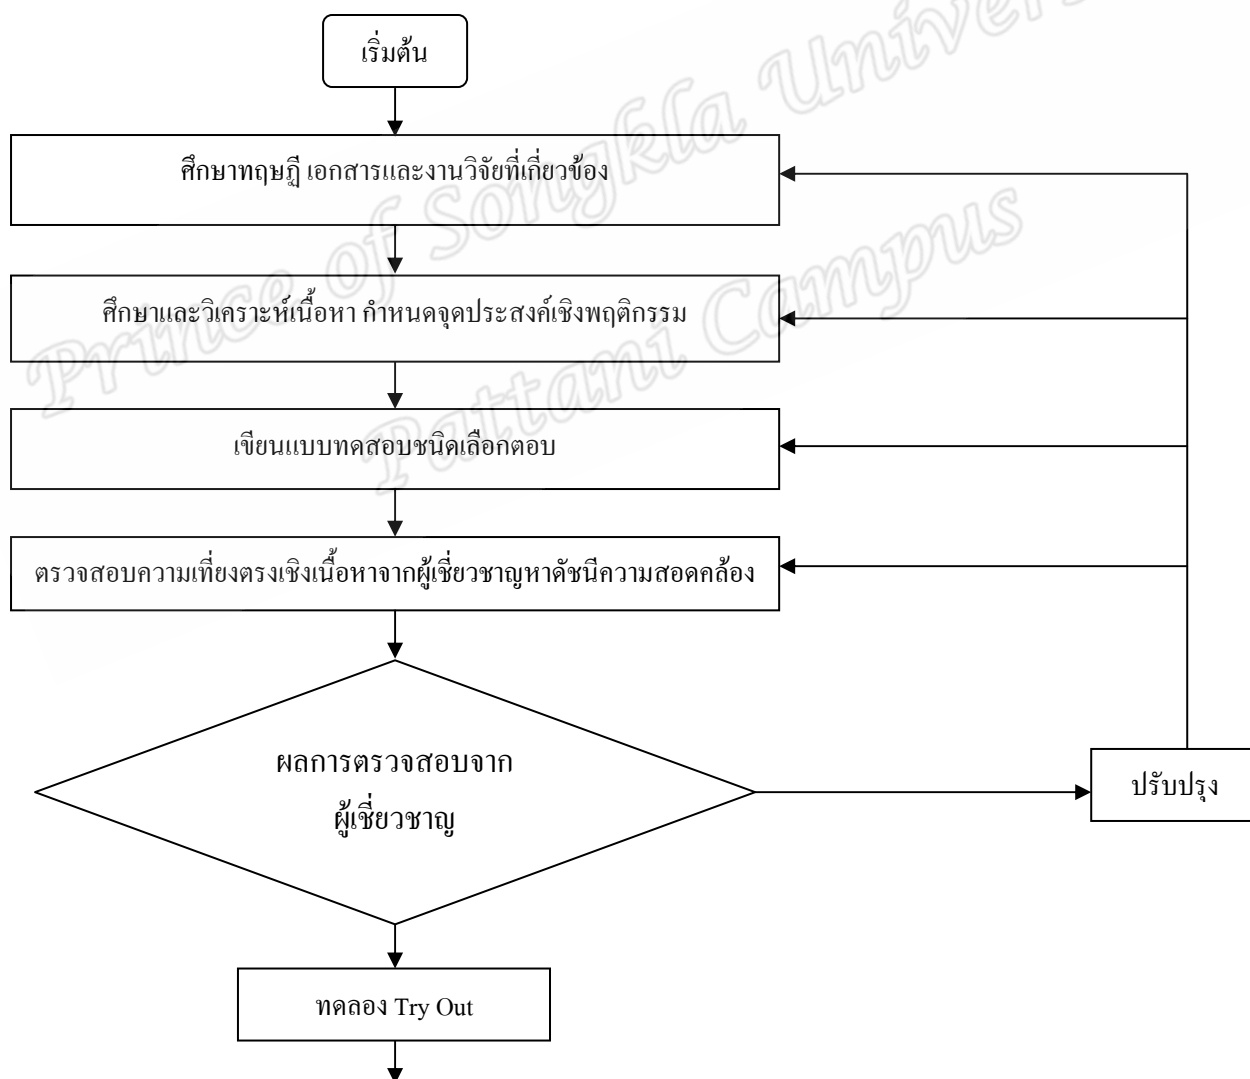 เริ่มต้น
ศึกษาทฤษฎี เอกสารและงานวิจัยที่เกี่ยวข้อง
ศึกษาและวิเคราะห์เนื้อหา กำหนดจุดประสงค์เชิงพฤติกรรม
เขียนแบบทดสอบชนิดเลือกตอบ
ตรวจสอบความเที่ยงตรงเชิงเนื้อหาจากผู้เชี่ยวชาญหาดัชนีความสอดคล้อง
ผลการตรวจสอบจาก
ผู้เชี่ยวชาญ
ปรับปรุง
ทดลอง Try Out
Prince of Songkla
Pattani Campus